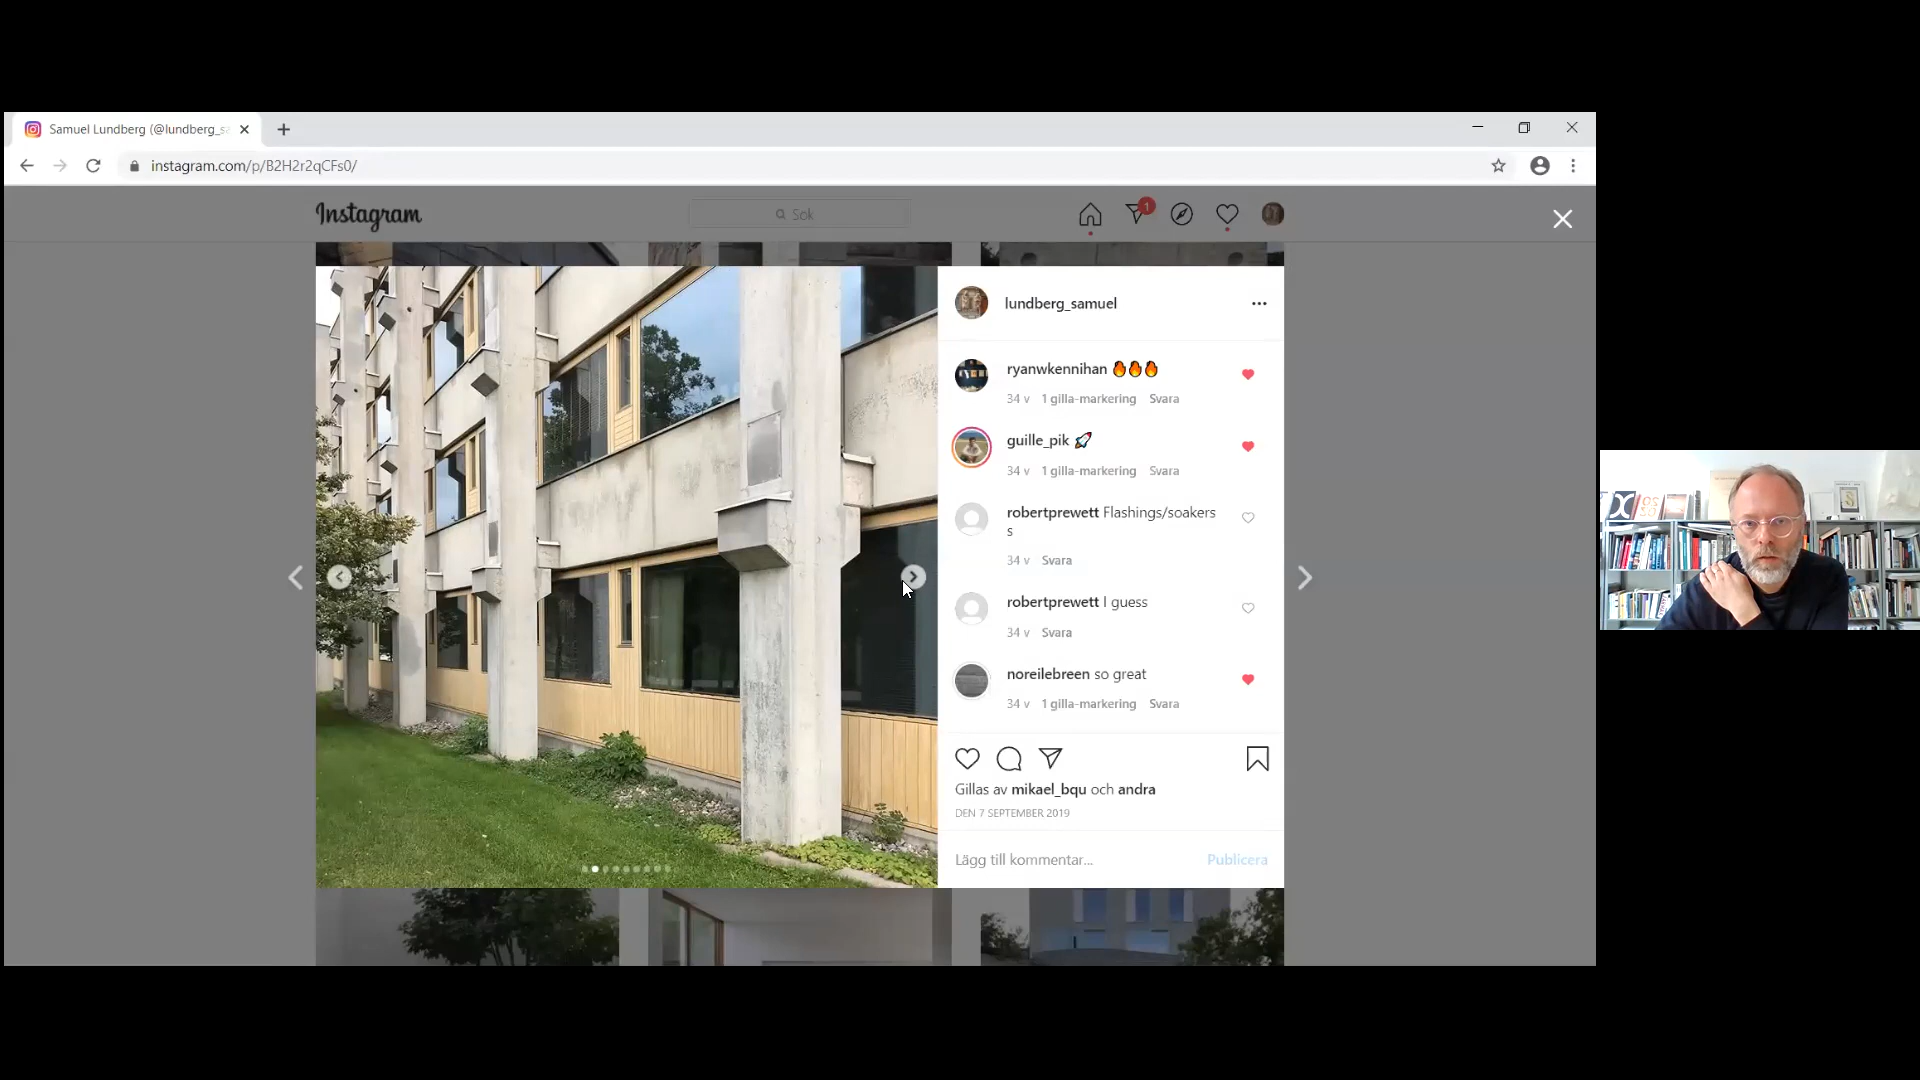 Samuel Lundberg (@lundberg_sa
instagram.com/p/B2H2r2qCFs0/
Instagram
Sök
1
lundberg_samuel
ryanwkennihan 🔥🔥🔥
34 v 1 gilla-markering Svara
guille_pik 🚀
34 v 1 gilla-markering Svara
robertprewett Flashings/soakers
s
34 v Svara
robertprewett I guess
34 v Svara
noreilebreen so great
34 v 1 gilla-markering Svara
Gillas av mikael_bqu och andra
DEN 7 SEPTEMBER 2019
Lägg till kommentar...
Publicera